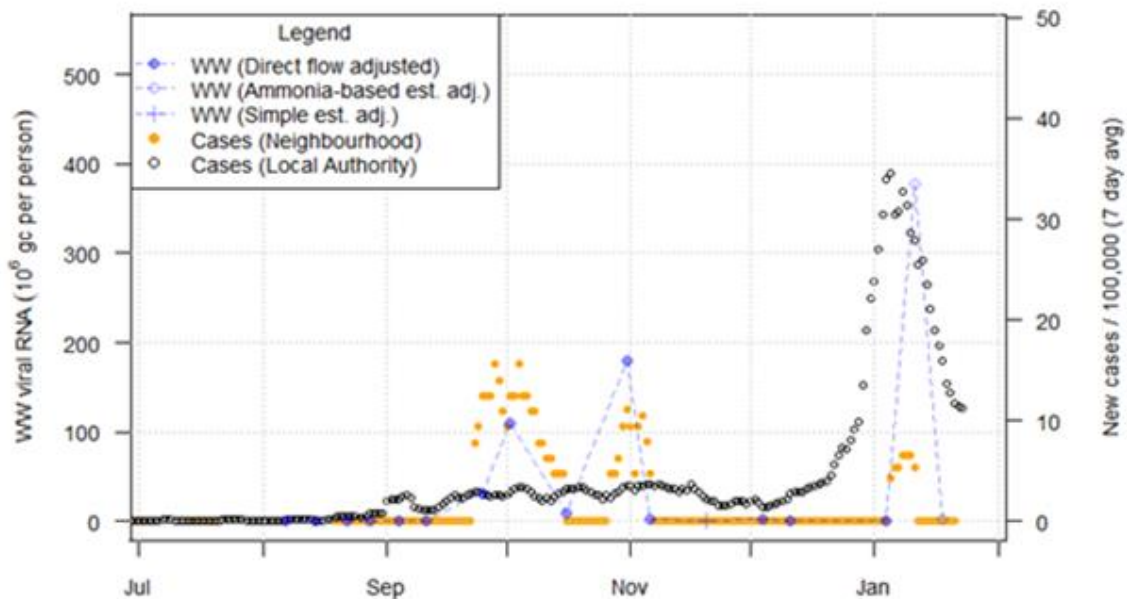 Legend
WW (Direct flow adjusted)
WW (Ammonia-based est. adj.)
WW (Simple est. adj.)
Cases (Neighbourhood)
Cases (Local Authority)
WW viral RNA (10⁶ gc per person)
500
400
300
200
100
0
New cases / 100,000 (7 day avg)
50
40
30
20
10
0
Jul
Sep
Nov
Jan